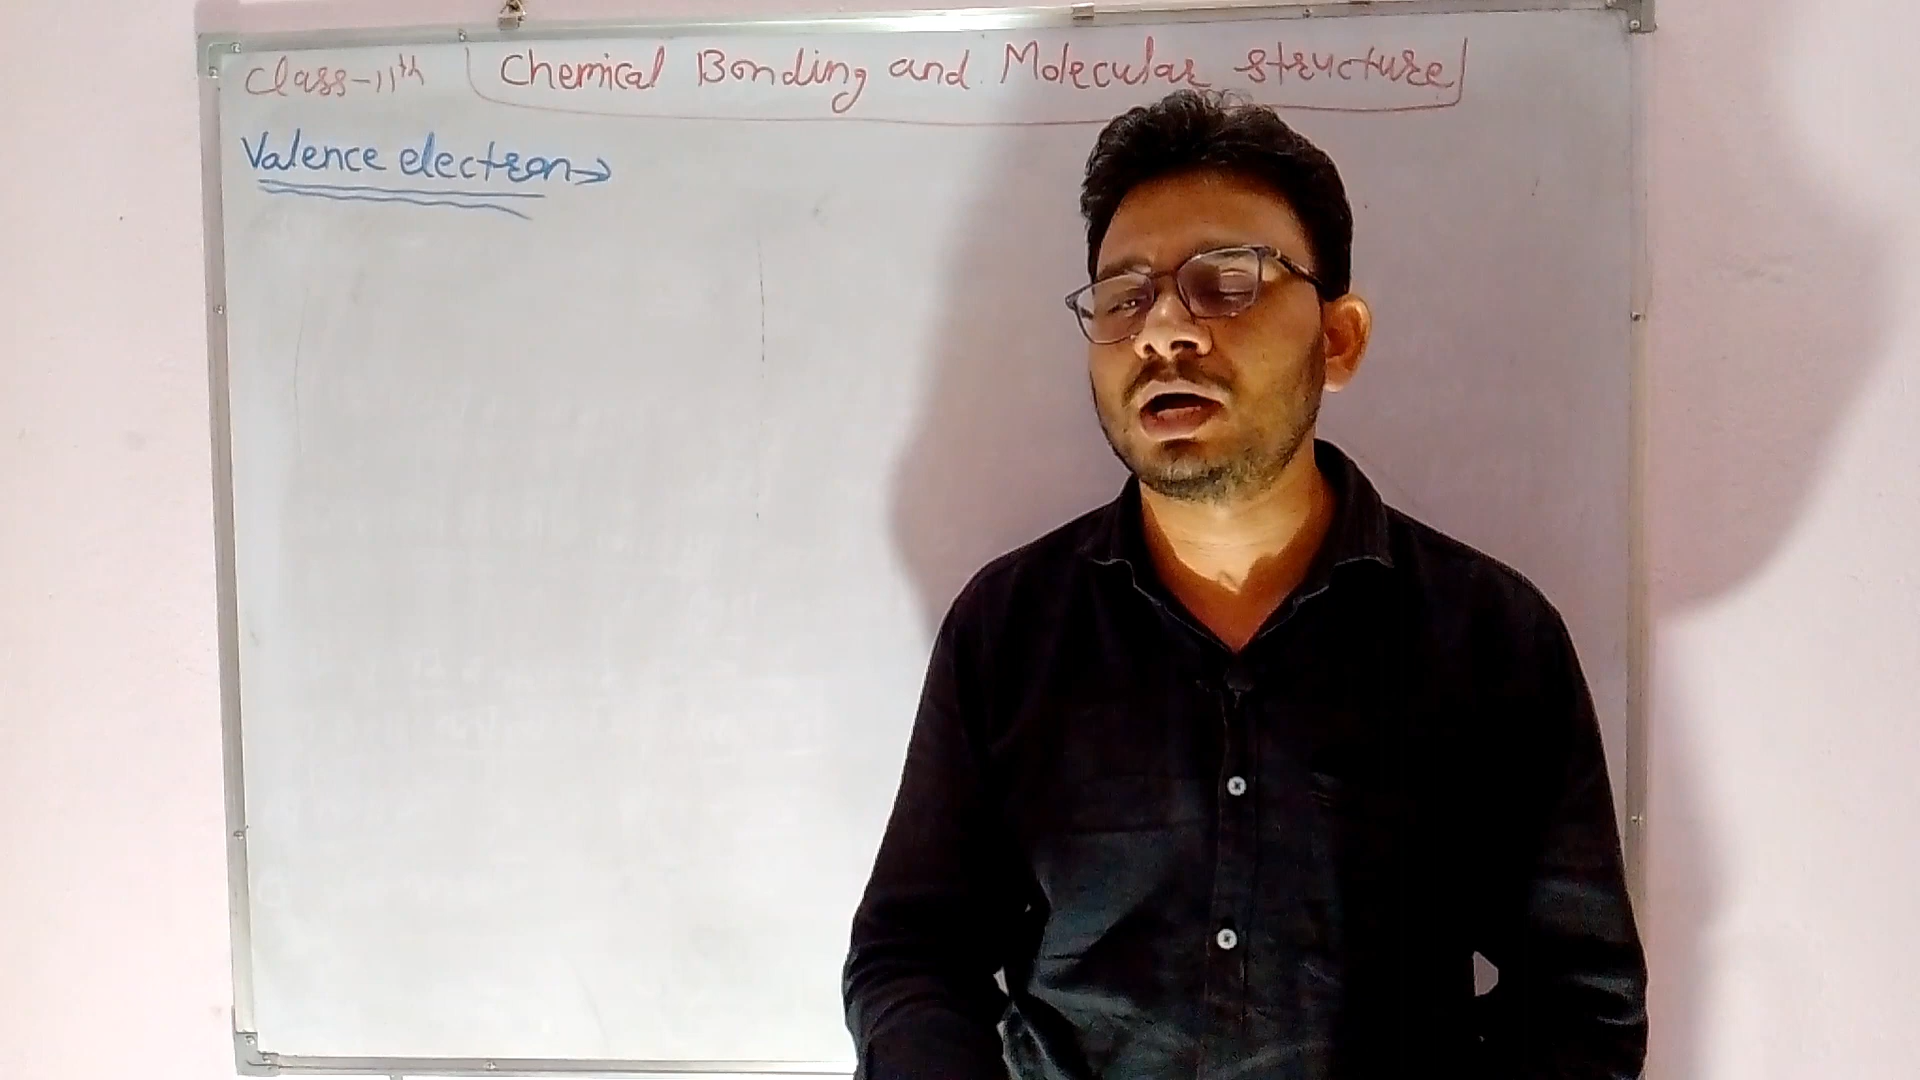 Class-11th Chemical Bonding and Molecular structure
Valence electron→